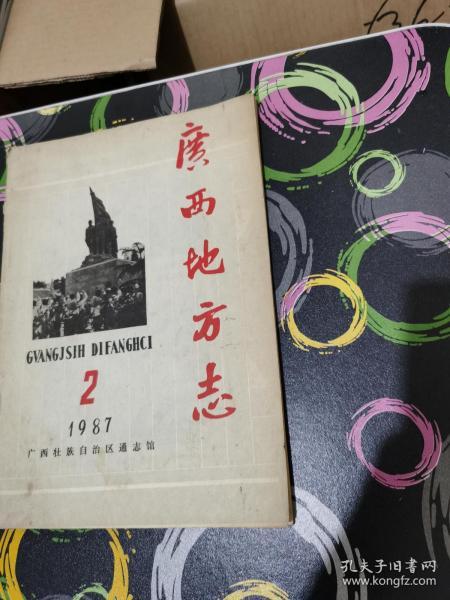 廣西地方志
GVANGJSIH DIFANGHCI
2
1987
广西壮族自治区通志馆
孔夫子旧书网
www.kongfz.com